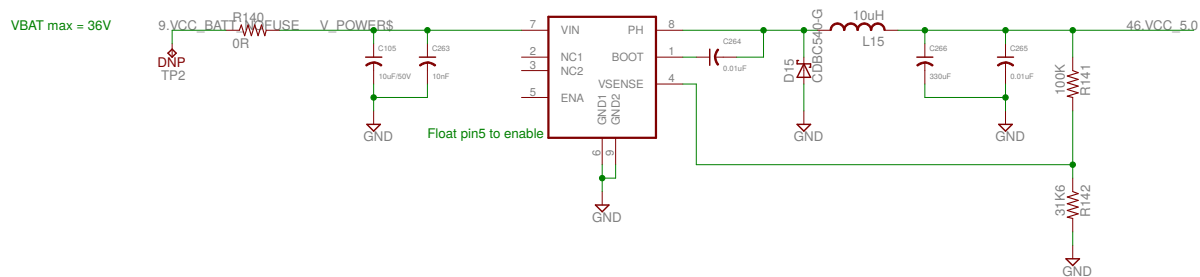 VBAT max = 36V
9.VCC_BATT_NOFUSE
R140
0R
V_POWER$
DNP
TP2
C105
10uF/50V
C263
10nF
GND
7
VIN
2
NC1
3
NC2
5
ENA
Float pin5 to enable
PH
8
BOOT
1
VSENSE
4
GND1
GND2
6
9
GND
C264
0.01uF
D15
CDBC540-G
GND
10uH
L15
C266
330uF
C265
0.01uF
GND
46.VCC_5.0
100K
R141
31K6
R142
GND